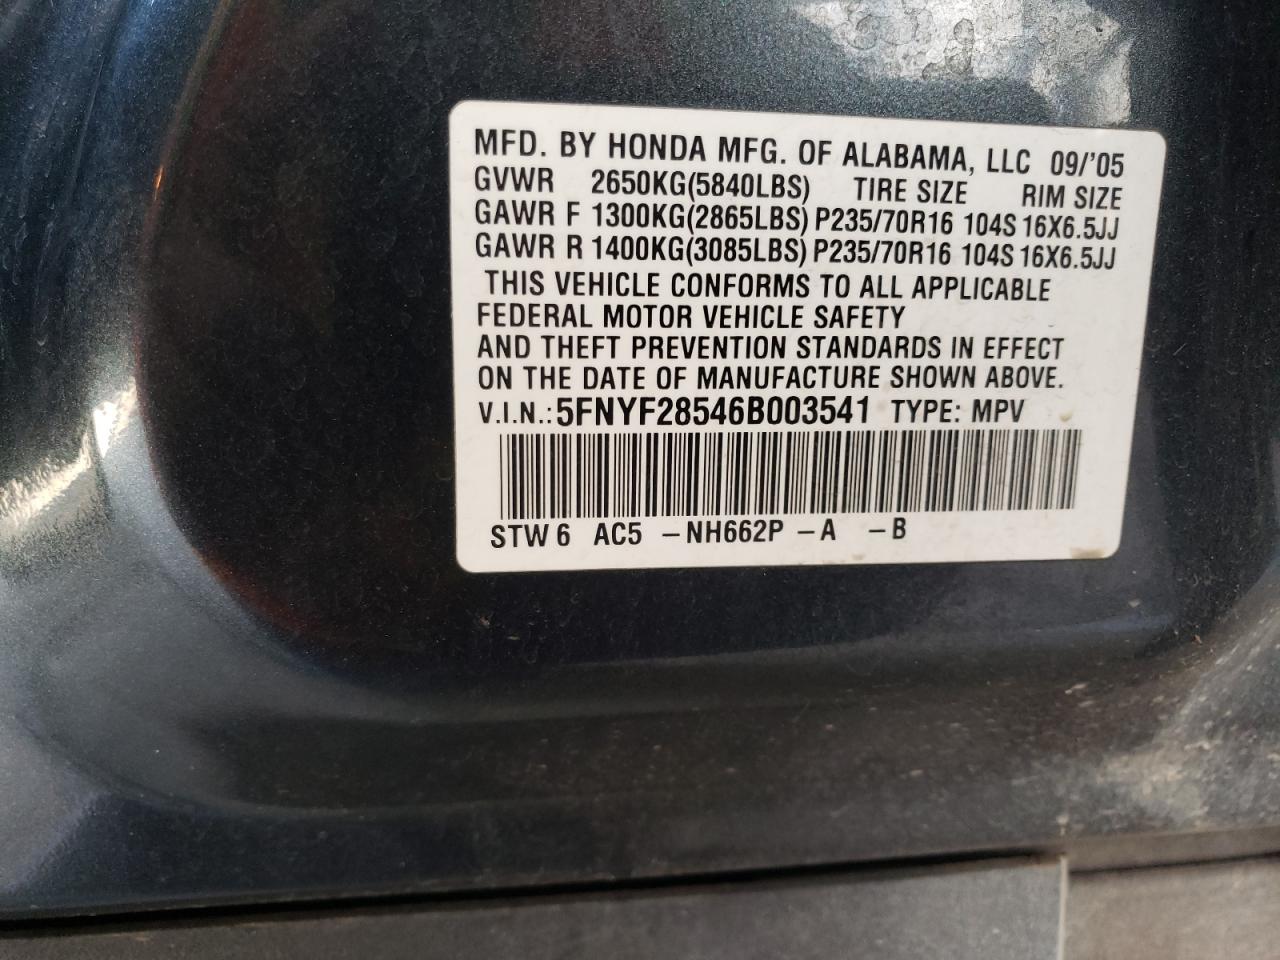 MFD. BY HONDA MFG. OF ALABAMA, LLC 09/'05
GVWR 2650KG(5840LBS) TIRE SIZE RIM SIZE
GAWR F 1300KG(2865LBS) P235/70R16 104S 16X6.5JJ
GAWR R 1400KG(3085LBS) P235/70R16 104S 16X6.5JJ
THIS VEHICLE CONFORMS TO ALL APPLICABLE
FEDERAL MOTOR VEHICLE SAFETY
AND THEFT PREVENTION STANDARDS IN EFFECT
ON THE DATE OF MANUFACTURE SHOWN ABOVE.
V.I.N.: 5FNYF28546B003541 TYPE: MPV
STW6 AC5 -NH662P -A -B